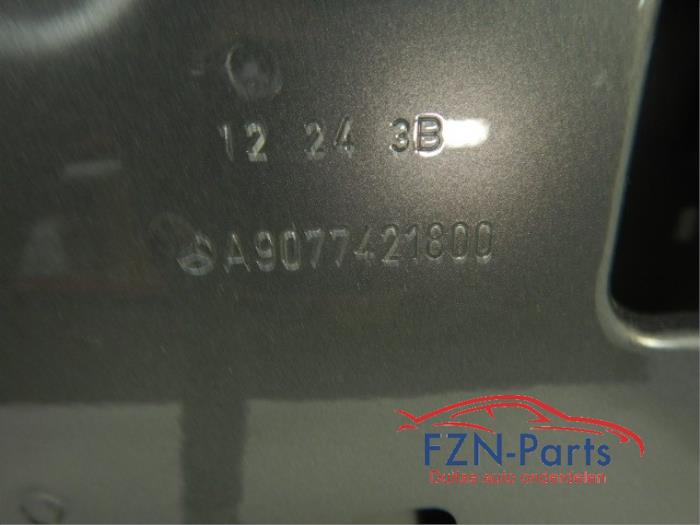 12 24 3B
A9077421800
FZN-Parts
Duitse auto onderdelen